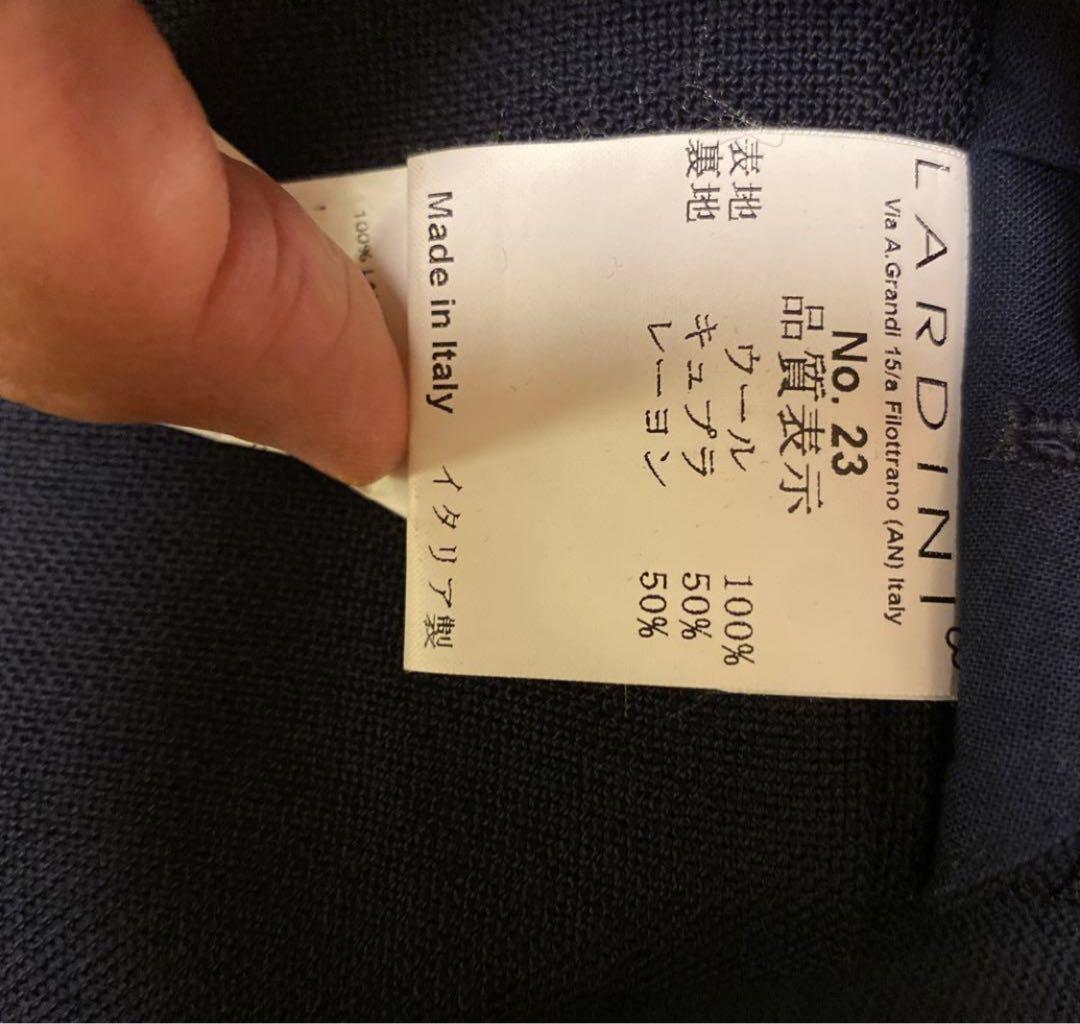 LARDINI
Via A.Grandi 15/a Filottrano (AN) Italy
No. 23
品質表示
表地 ウール 100%
裏地 キュプラ 50%
レーヨン 50%
Made in Italy イタリア製
100%